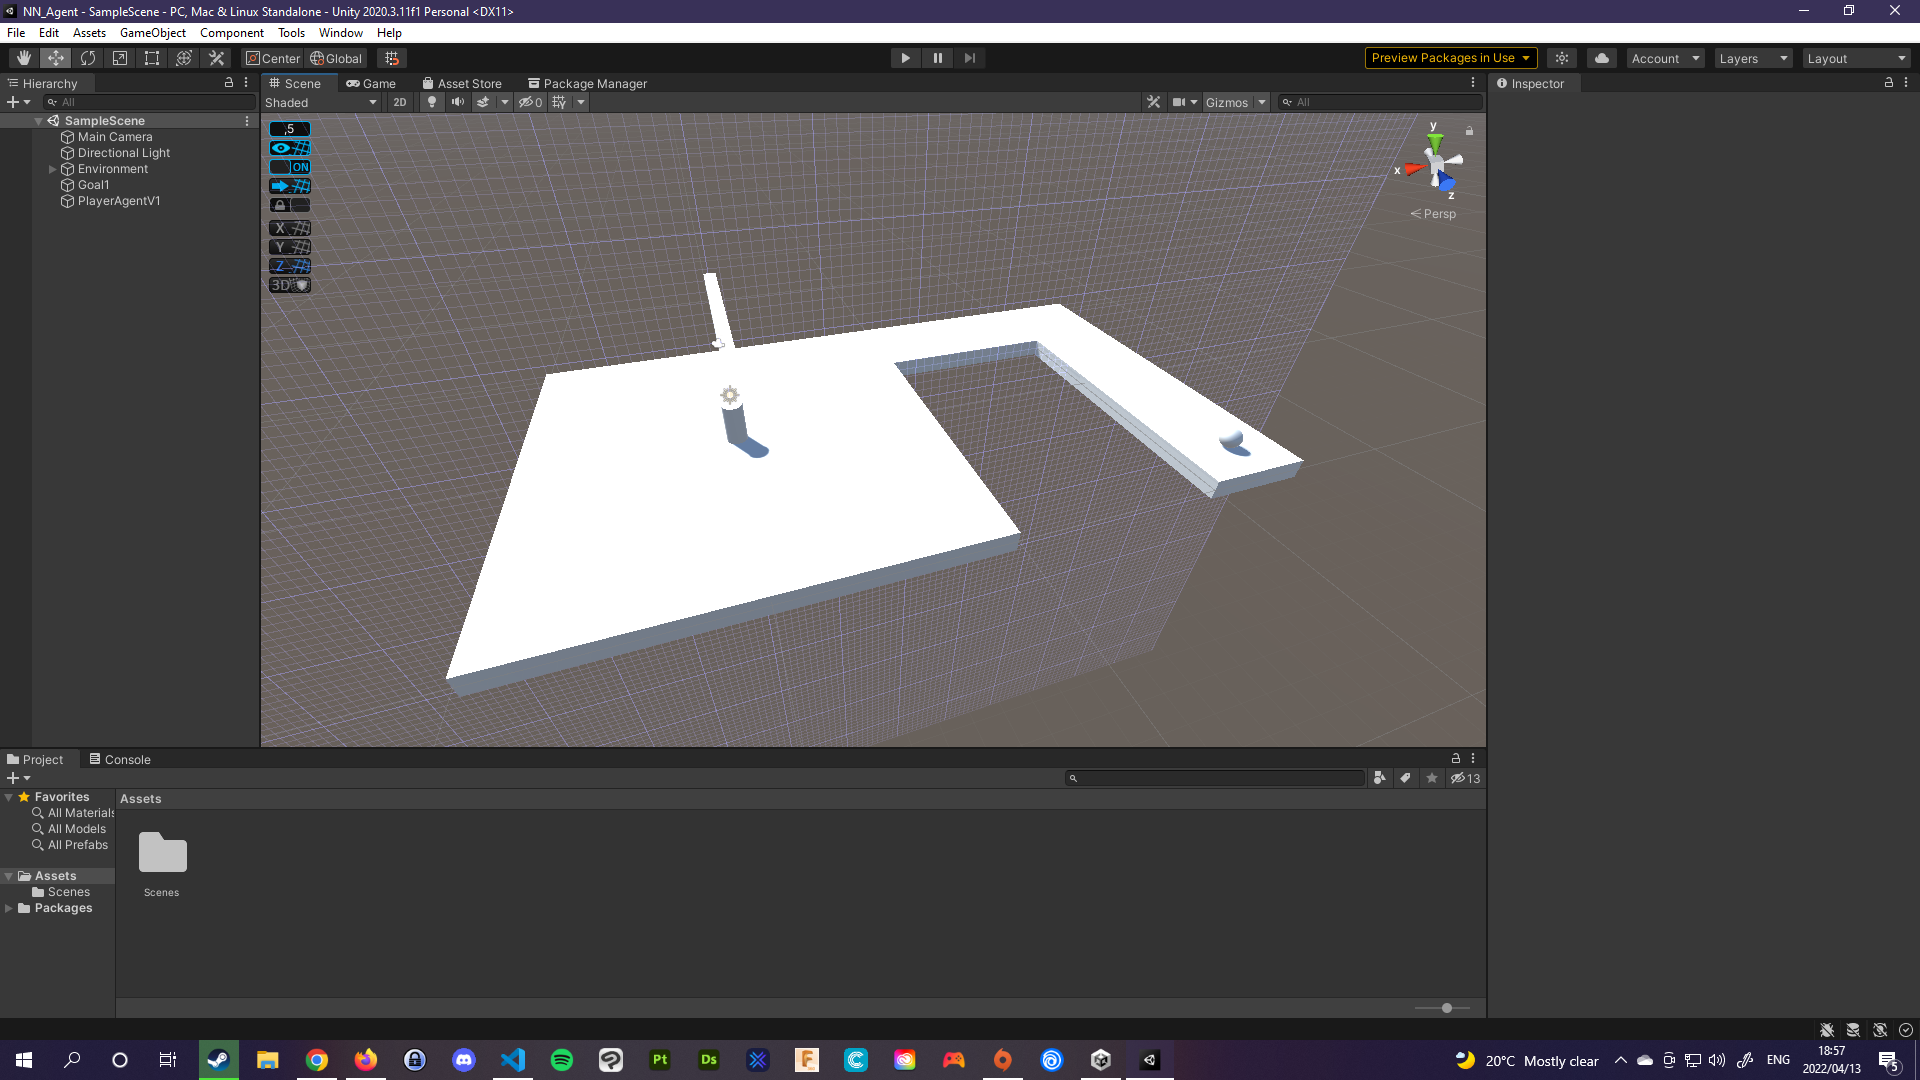 NN_Agent - SampleScene - PC, Mac & Linux Standalone - Unity 2020.3.11f1 Personal <DX11>
File Edit Assets GameObject Component Tools Window Help
Center Global Preview Packages in Use Account Layers Layout
Hierarchy Scene Game Asset Store Package Manager Inspector
All Shaded 2D 0 Gizmos All
SampleScene
Main Camera
Directional Light
Environment
Goal1
PlayerAgentV1
,5
ON
X
Y
Z
3D
y
x
z
Persp
Project Console
13
Favorites
All Materials
All Models
All Prefabs
Assets
Scenes
Packages
Assets
Scenes
Pt Ds F C
20°C Mostly clear ENG 18:57
2022/04/13
5